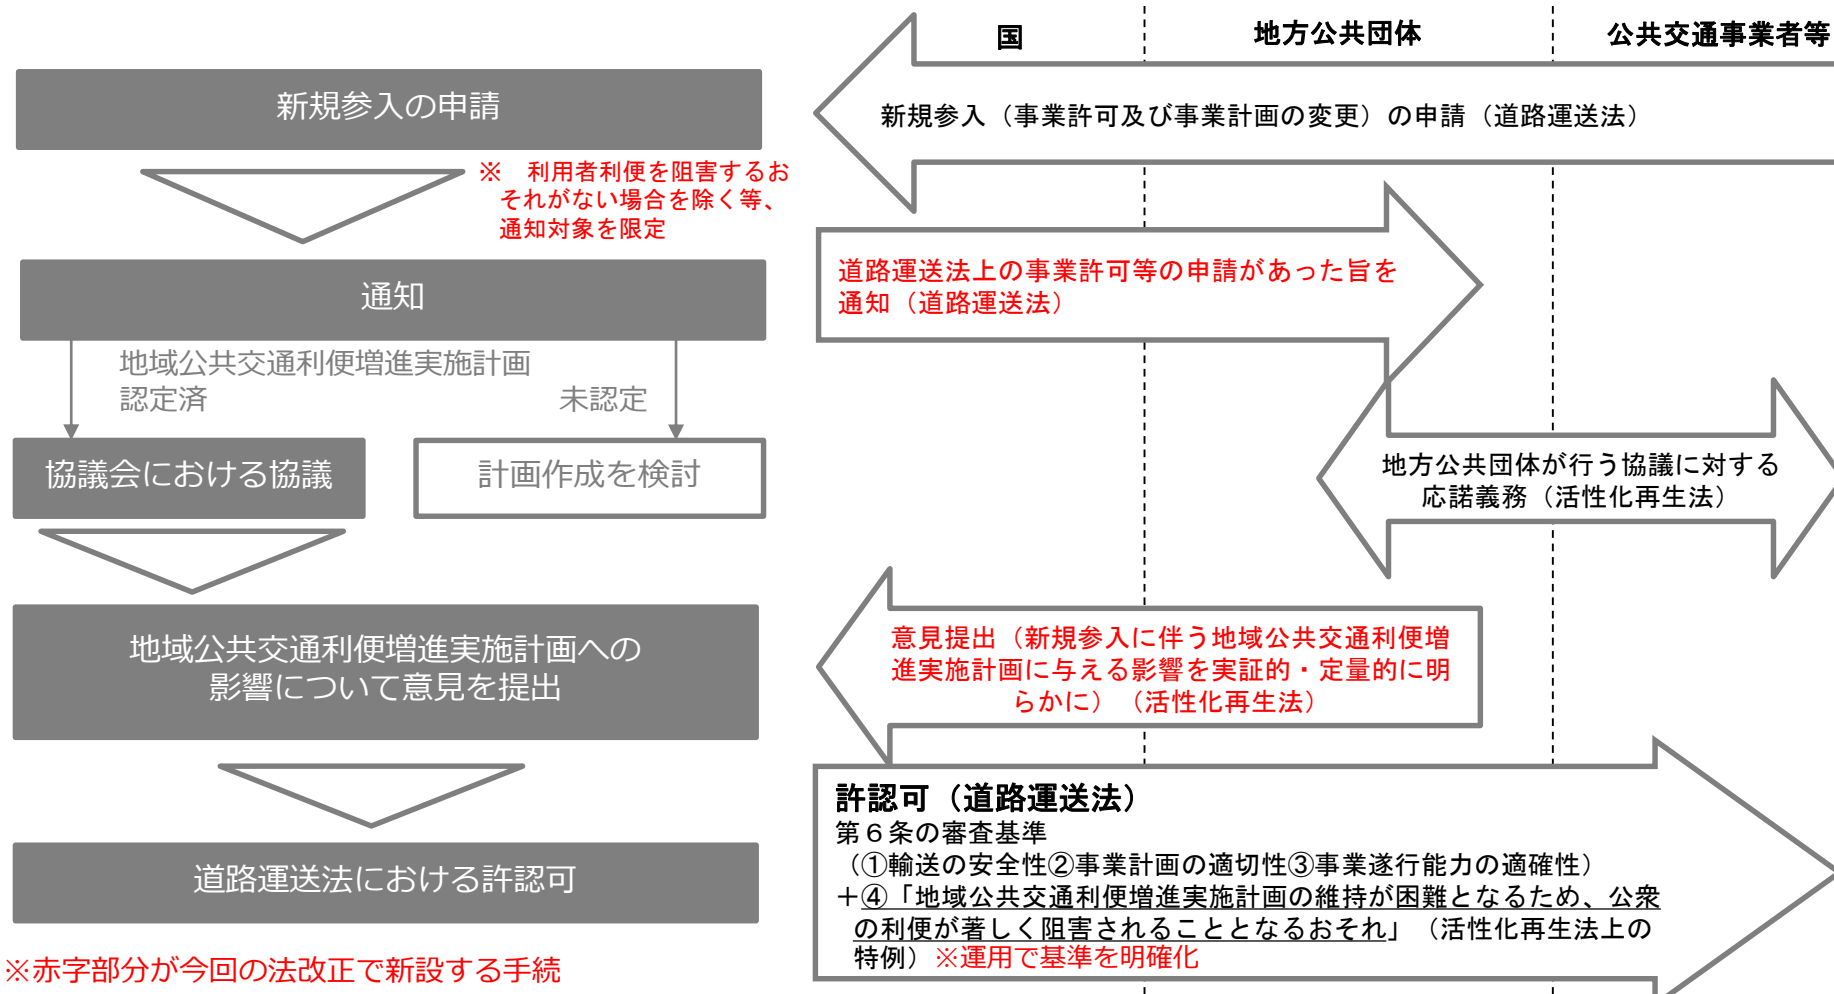 国
地方公共団体
公共交通事業者等
新規参入の申請
新規参入（事業許可及び事業計画の変更）の申請（道路運送法）
※　利用者利便を阻害するお
それがない場合を除く等、
通知対象を限定
通知
道路運送法上の事業許可等の申請があった旨を
通知（道路運送法）
地域公共交通利便増進実施計画
認定済
未認定
協議会における協議
計画作成を検討
地方公共団体が行う協議に対する
応諾義務（活性化再生法）
地域公共交通利便増進実施計画への
影響について意見を提出
意見提出（新規参入に伴う地域公共交通利便増
進実施計画に与える影響を実証的・定量的に明
らかに）（活性化再生法）
道路運送法における許認可
許認可（道路運送法）
第６条の審査基準
（①輸送の安全性②事業計画の適切性③事業遂行能力の適確性）
＋④「地域公共交通利便増進実施計画の維持が困難となるため、公衆
の利便が著しく阻害されることとなるおそれ」（活性化再生法上の
特例）※運用で基準を明確化
※赤字部分が今回の法改正で新設する手続